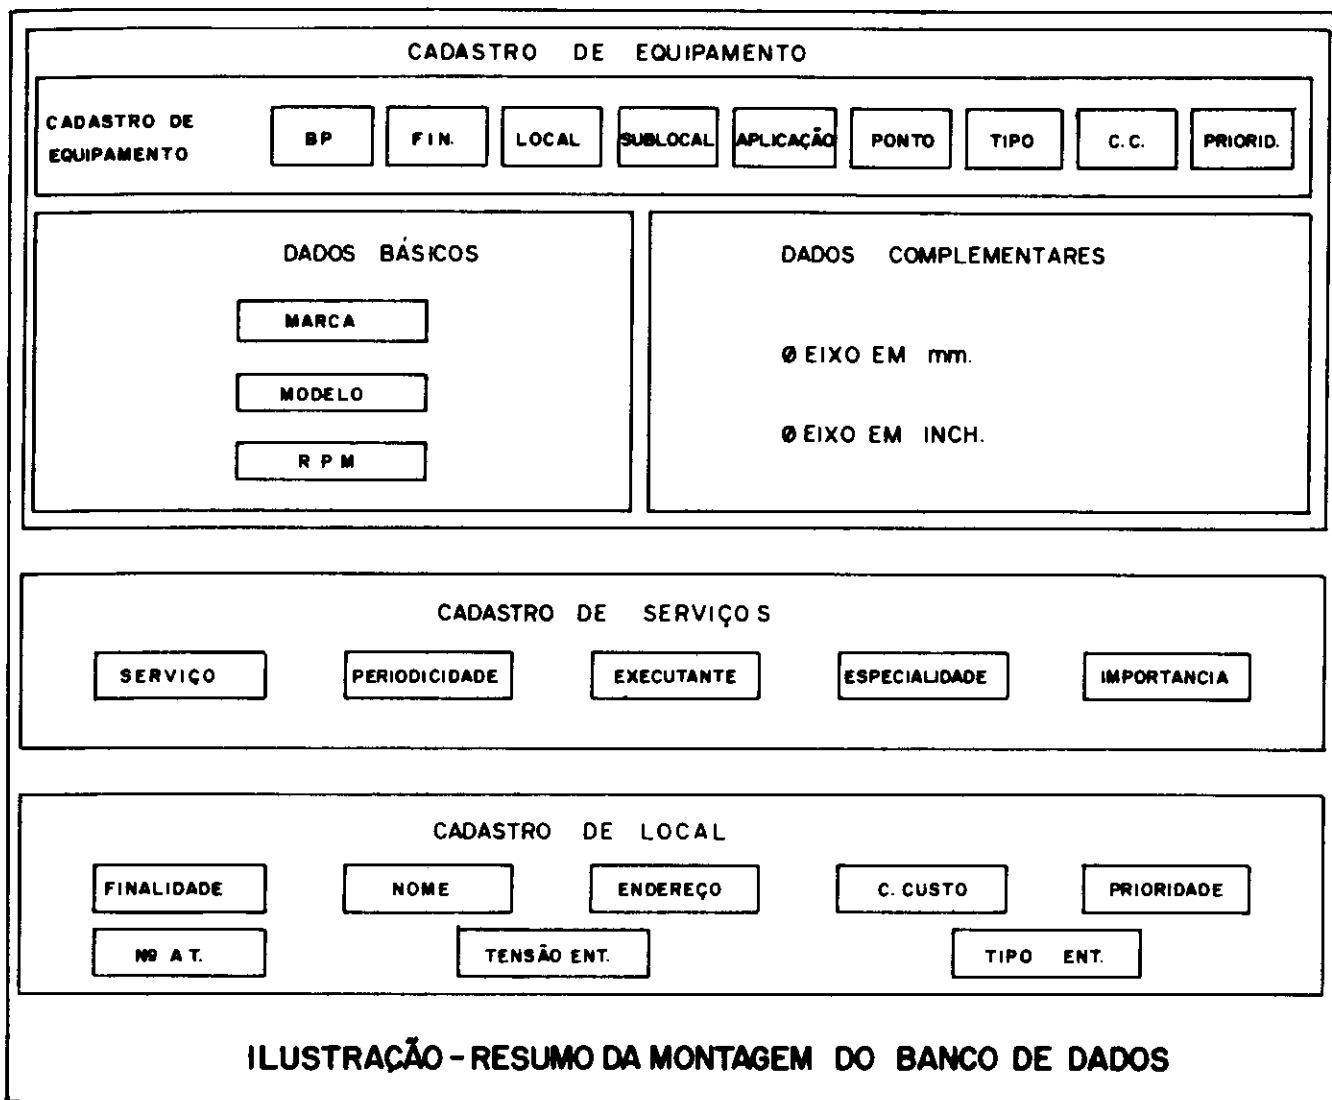 CADASTRO DE EQUIPAMENTO
CADASTRO DE
EQUIPAMENTO
BP
FIN.
LOCAL
SUBLOCAL
APLICAÇÃO
PONTO
TIPO
C.C.
PRIORID.
DADOS BÁSICOS
MARCA
MODELO
RPM
DADOS COMPLEMENTARES
Ø EIXO EM mm.
Ø EIXO EM INCH.
CADASTRO DE SERVIÇOS
SERVIÇO
PERIODICIDADE
EXECUTANTE
ESPECIALIDADE
IMPORTANCIA
CADASTRO DE LOCAL
FINALIDADE
NOME
ENDEREÇO
C. CUSTO
PRIORIDADE
Nº AT.
TENSÃO ENT.
TIPO ENT.
ILUSTRAÇÃO - RESUMO DA MONTAGEM DO BANCO DE DADOS